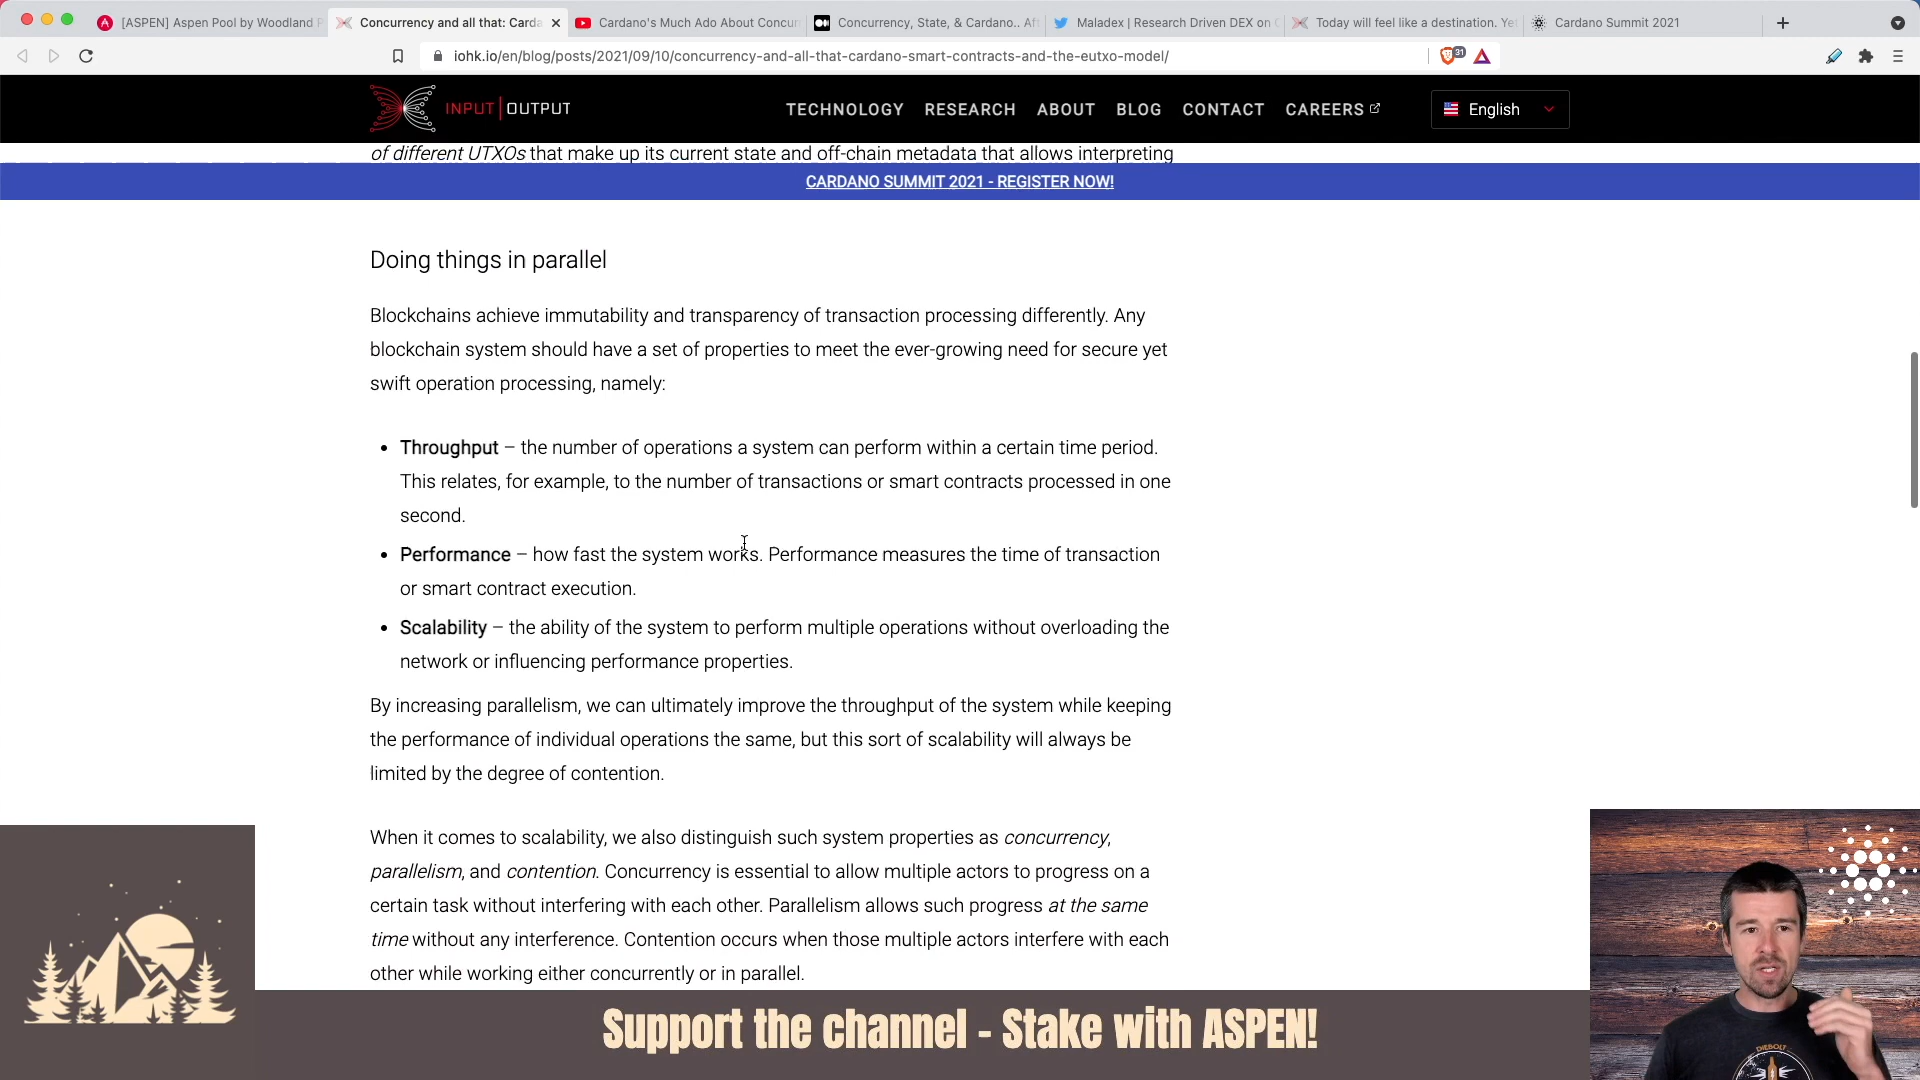 [ASPEN] Aspen Pool by Woodland P
Concurrency and all that: Carda
Cardano's Much Ado About Concur
Concurrency, State, & Cardano.. Af
Maladex | Research Driven DEX on C
Today will feel like a destination. Ye
Cardano Summit 2021
iohk.io/en/blog/posts/2021/09/10/concurrency-and-all-that-cardano-smart-contracts-and-the-eutxo-model/
31
INPUT | OUTPUT
TECHNOLOGY RESEARCH ABOUT BLOG CONTACT CAREERS
English
of different UTXOs that make up its current state and off-chain metadata that allows interpreting
CARDANO SUMMIT 2021 - REGISTER NOW!
Doing things in parallel
Blockchains achieve immutability and transparency of transaction processing differently. Any
blockchain system should have a set of properties to meet the ever-growing need for secure yet
swift operation processing, namely:
• Throughput – the number of operations a system can perform within a certain time period.
This relates, for example, to the number of transactions or smart contracts processed in one
second.
• Performance – how fast the system works. Performance measures the time of transaction
or smart contract execution.
• Scalability – the ability of the system to perform multiple operations without overloading the
network or influencing performance properties.
By increasing parallelism, we can ultimately improve the throughput of the system while keeping
the performance of individual operations the same, but this sort of scalability will always be
limited by the degree of contention.
When it comes to scalability, we also distinguish such system properties as concurrency,
parallelism, and contention. Concurrency is essential to allow multiple actors to progress on a
certain task without interfering with each other. Parallelism allows such progress at the same
time without any interference. Contention occurs when those multiple actors interfere with each
other while working either concurrently or in parallel.
Support the channel - Stake with ASPEN!
DIEBOLT